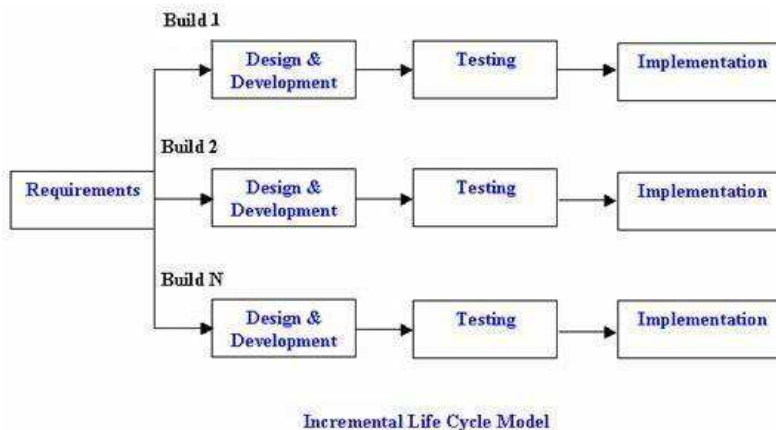 Build 1
Design &
Development
Testing
Implementation
Build 2
Requirements
Design &
Development
Testing
Implementation
Build N
Design &
Development
Testing
Implementation
Incremental Life Cycle Model